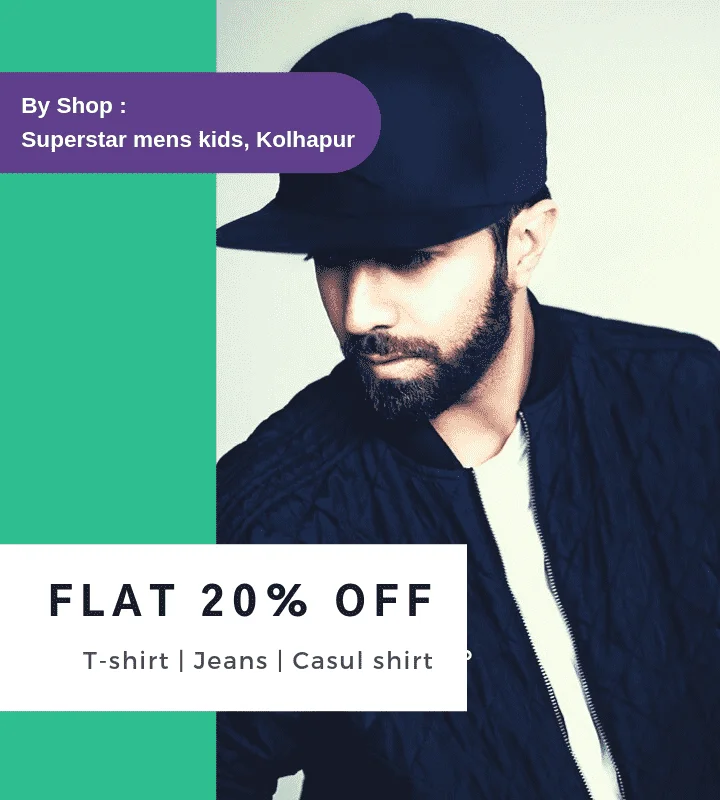 By Shop :
Superstar mens kids, Kolhapur
FLAT 20% OFF
T-shirt | Jeans | Casul shirt